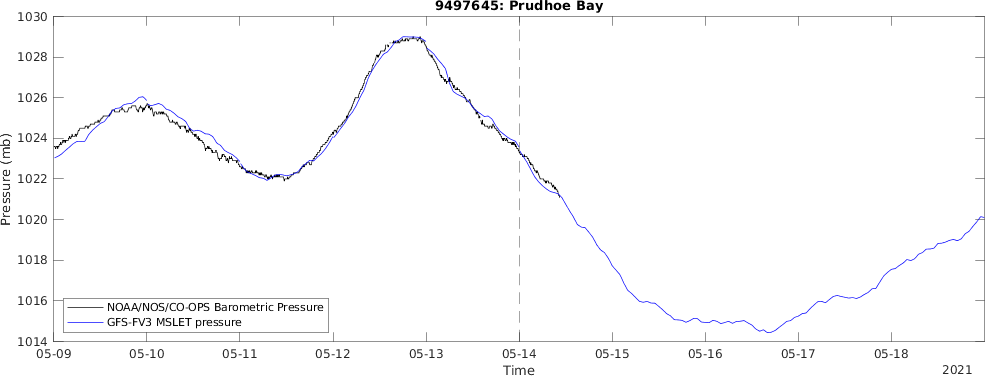 9497645: Prudhoe Bay
Pressure (mb)
1030
1028
1026
1024
1022
1020
1018
1016
1014
NOAA/NOS/CO-OPS Barometric Pressure
GFS-FV3 MSLET pressure
05-09 05-10 05-11 05-12 05-13 05-14 05-15 05-16 05-17 05-18
Time
2021